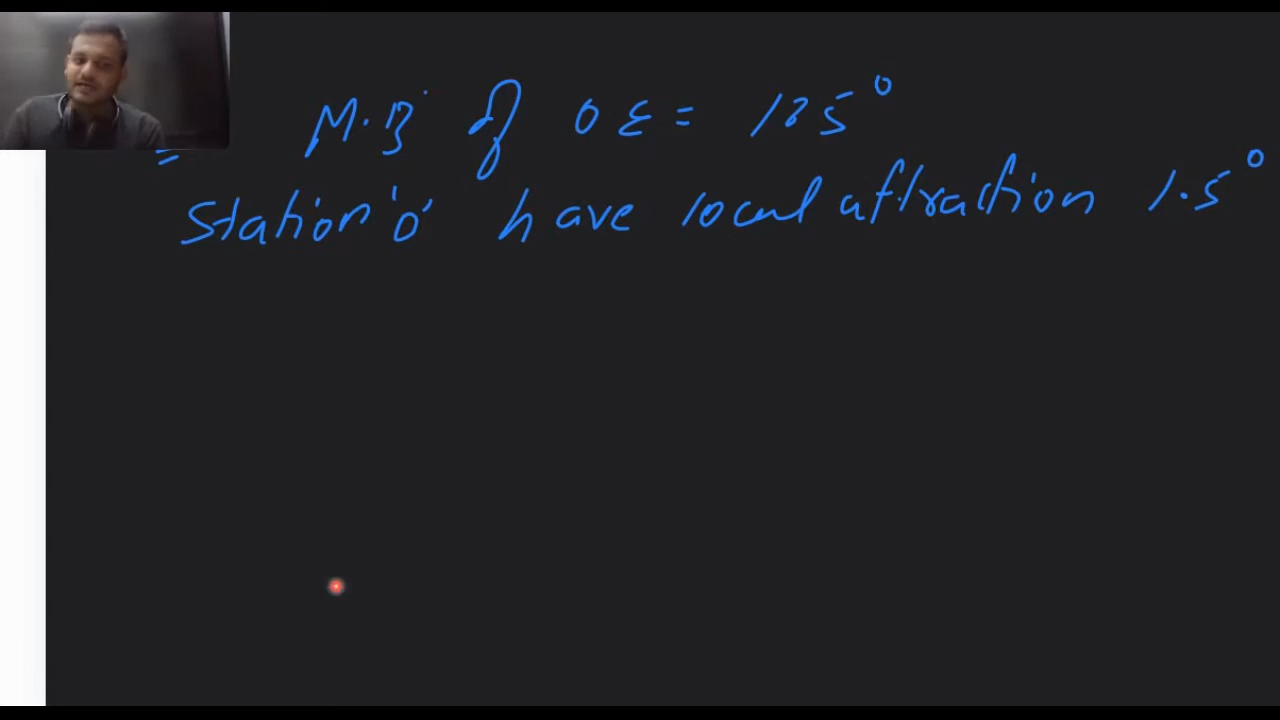 = M.B of OE = 185°
Station 'O' have local attraction 1.5°